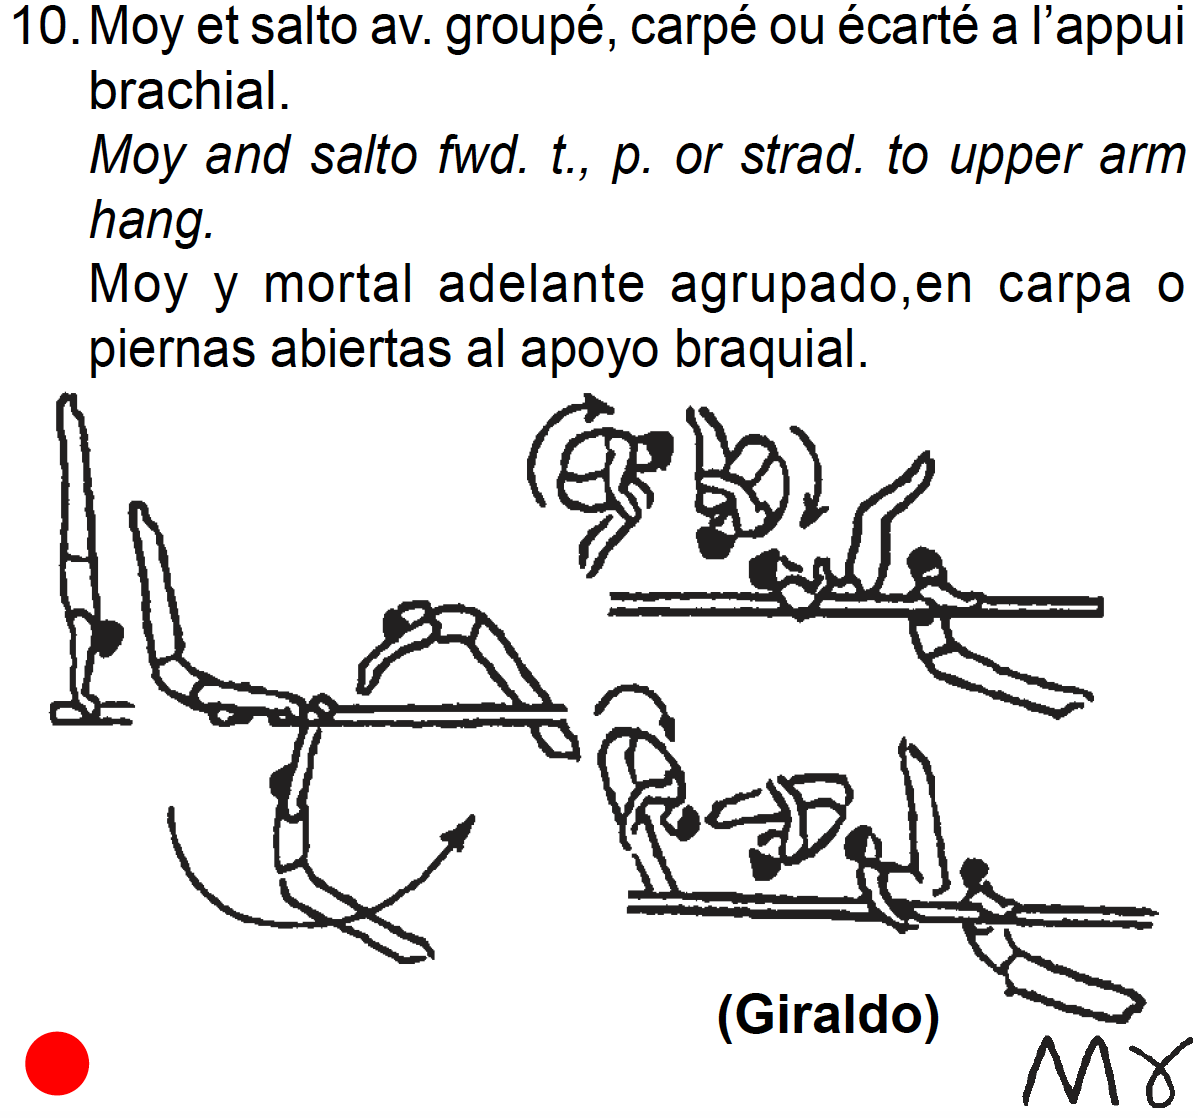 10. Moy et salto av. groupé, carpé ou écarté a l’appui
brachial.
Moy and salto fwd. t., p. or strad. to upper arm
hang.
Moy y mortal adelante agrupado,en carpa o
piernas abiertas al apoyo braquial.
(Giraldo)